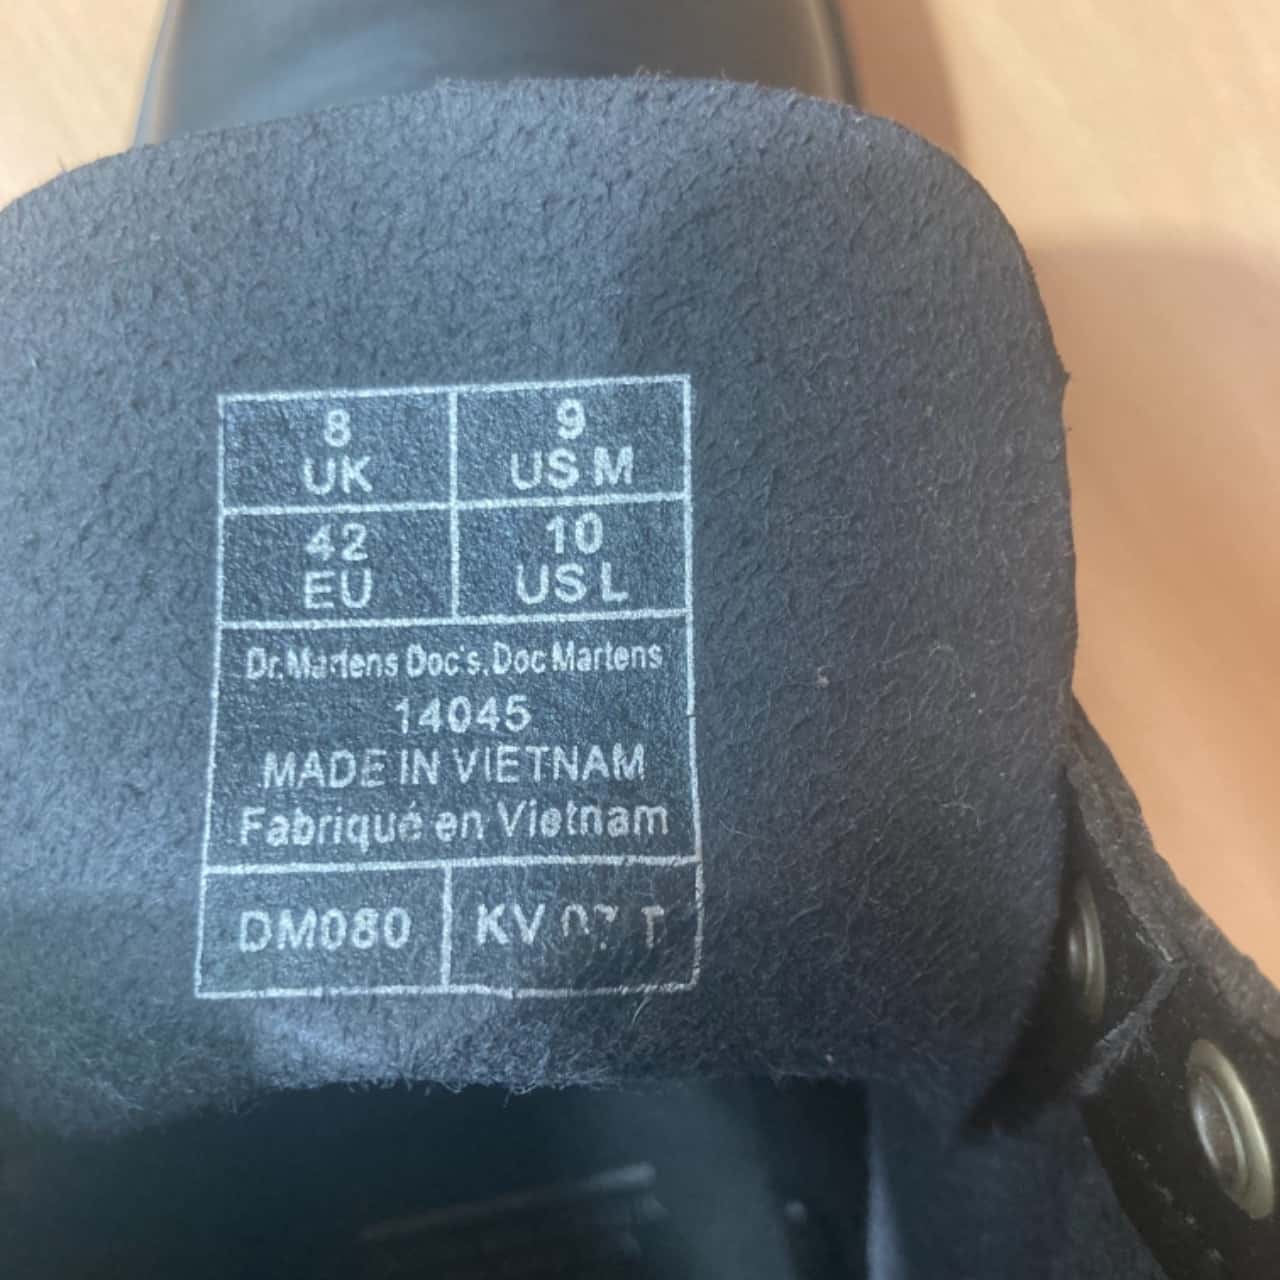 8
UK
9
US M
42
EU
10
US L
Dr. Martens Doc's. Doc Martens
14045
MADE IN VIETNAM
Fabriqué en Vietnam
DM080
KV 07 T